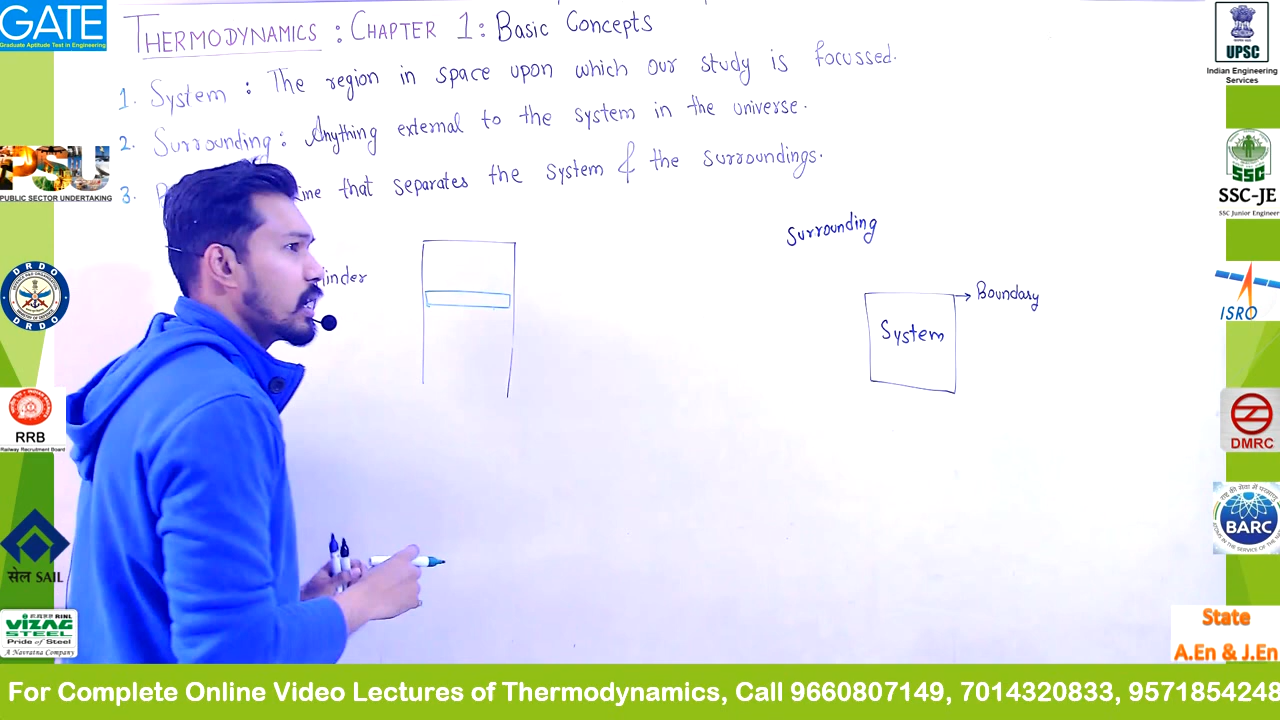 GATE
Graduate Aptitude Test in Engineering
THERMODYNAMICS : CHAPTER 1 : Basic Concepts
1. System : The region in space upon which our study is focussed.
2. Surrounding : Anything external to the system in the universe.
3. line that separates the System & the surroundings.
inder
Surrounding
Boundary
System
PSU
PUBLIC SECTOR UNDERTAKING
DRDO
DRDO
RRB
Railway Recruitment Board
सेल SAIL
RINL
VIZAG
STEEL
Pride of Steel
A Navratna Company
UPSC
Indian Engineering
Services
SSC
SSC-JE
SSC Junior Engineer
ISRO
DMRC
BARC
State
A.En & J.En
For Complete Online Video Lectures of Thermodynamics, Call 9660807149, 7014320833, 9571854248